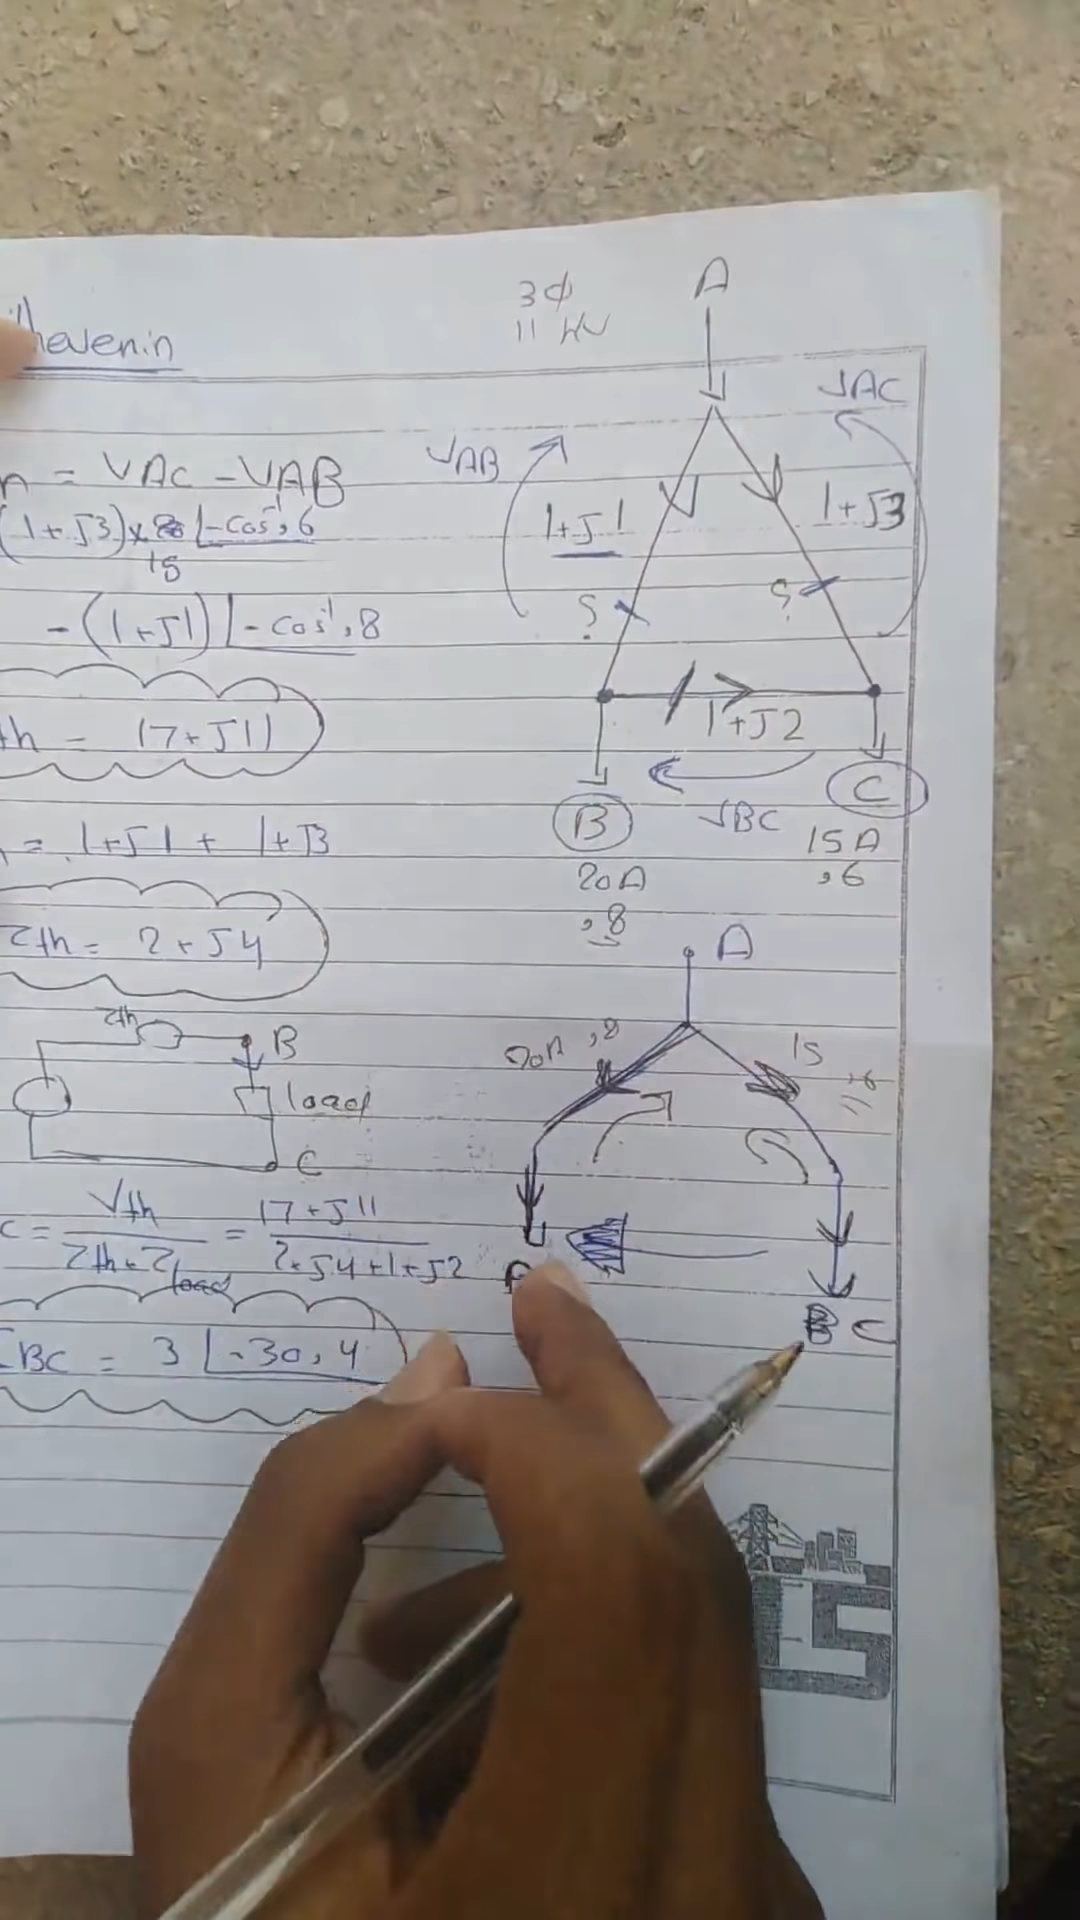 Thevenin
= VAC - VAB
(1+J3)x 15 -cos⁻¹,6
-(1+J1) -cos⁻¹,8
th = 17+J11
= 1+J1 + 1+J3
Zth = 2+J4
Zth
B
load
C
C = Vth / Zth+Zload = 17+J11 / 2+J4+1+J2
IBC = 3 -30,4
3ϕ
11 kV
A
VAB
VAC
1+J1
1+J3
?
?
1+J2
B
VBC
C
20A
,8
15A
,6
A
20A ,8
15
,6
C